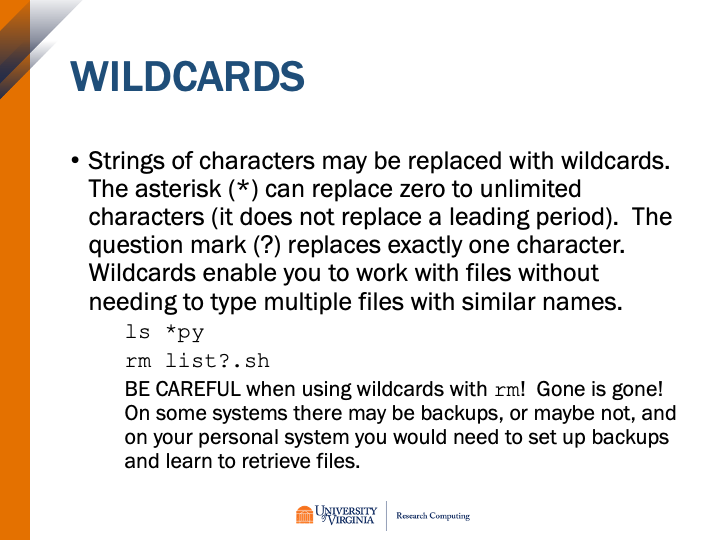 WILDCARDS
• Strings of characters may be replaced with wildcards.
The asterisk (*) can replace zero to unlimited
characters (it does not replace a leading period).  The
question mark (?) replaces exactly one character.
Wildcards enable you to work with files without
needing to type multiple files with similar names.
ls *py
rm list?.sh
BE CAREFUL when using wildcards with rm!  Gone is gone!
On some systems there may be backups, or maybe not, and
on your personal system you would need to set up backups
and learn to retrieve files.
UNIVERSITY
of VIRGINIA
Research Computing